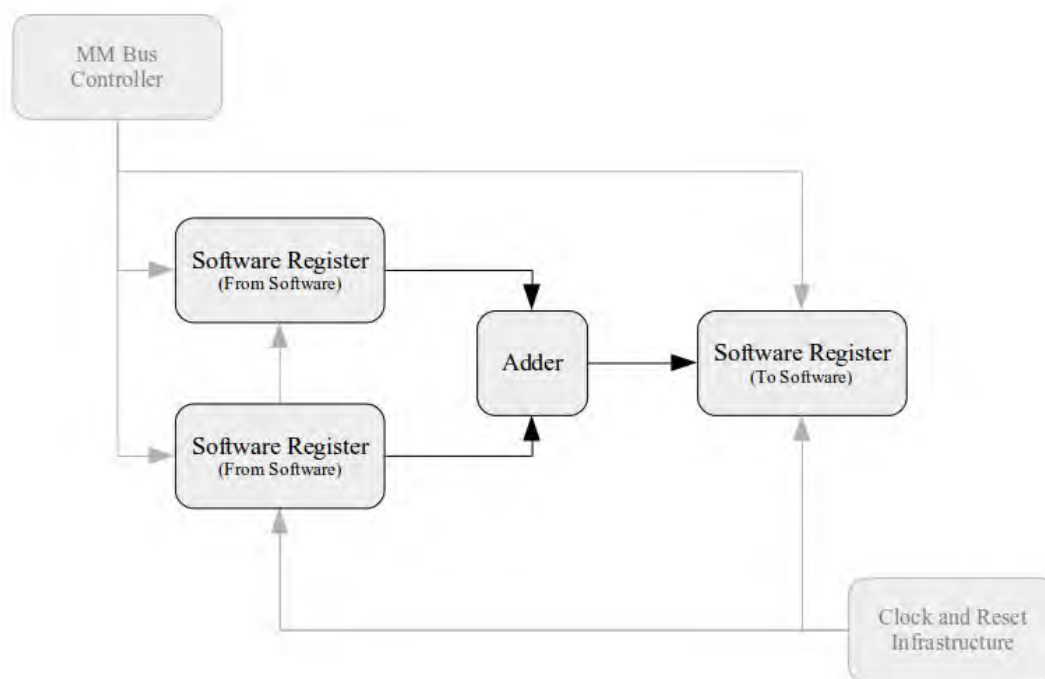 MM Bus
Controller
Software Register
(From Software)
Adder
Software Register
(To Software)
Software Register
(From Software)
Clock and Reset
Infrastructure